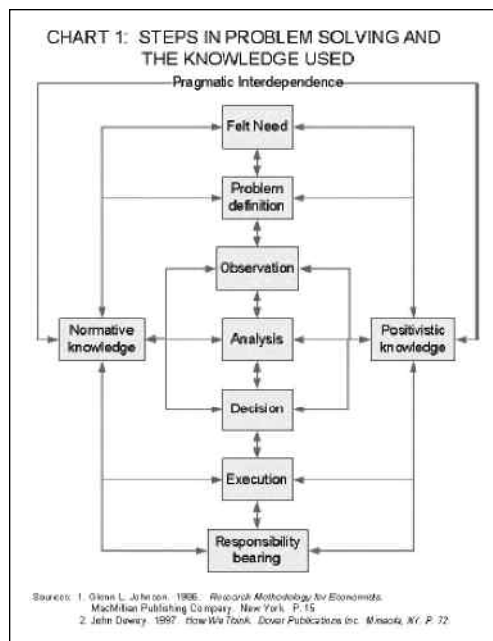 CHART 1: STEPS IN PROBLEM SOLVING AND
THE KNOWLEDGE USED
Pragmatic Interdependence
Felt Need
Problem
definition
Observation
Normative
knowledge
Analysis
Positivistic
knowledge
Decision
Execution
Responsibility
bearing
Sources: 1. Glenn L. Johnson. 1986. Research Methodology for Economists.
MacMillan Publishing Company. New York. P. 15
2. John Dewey. 1997. How We Think. Dover Publications Inc. Mineola, NY. P. 72